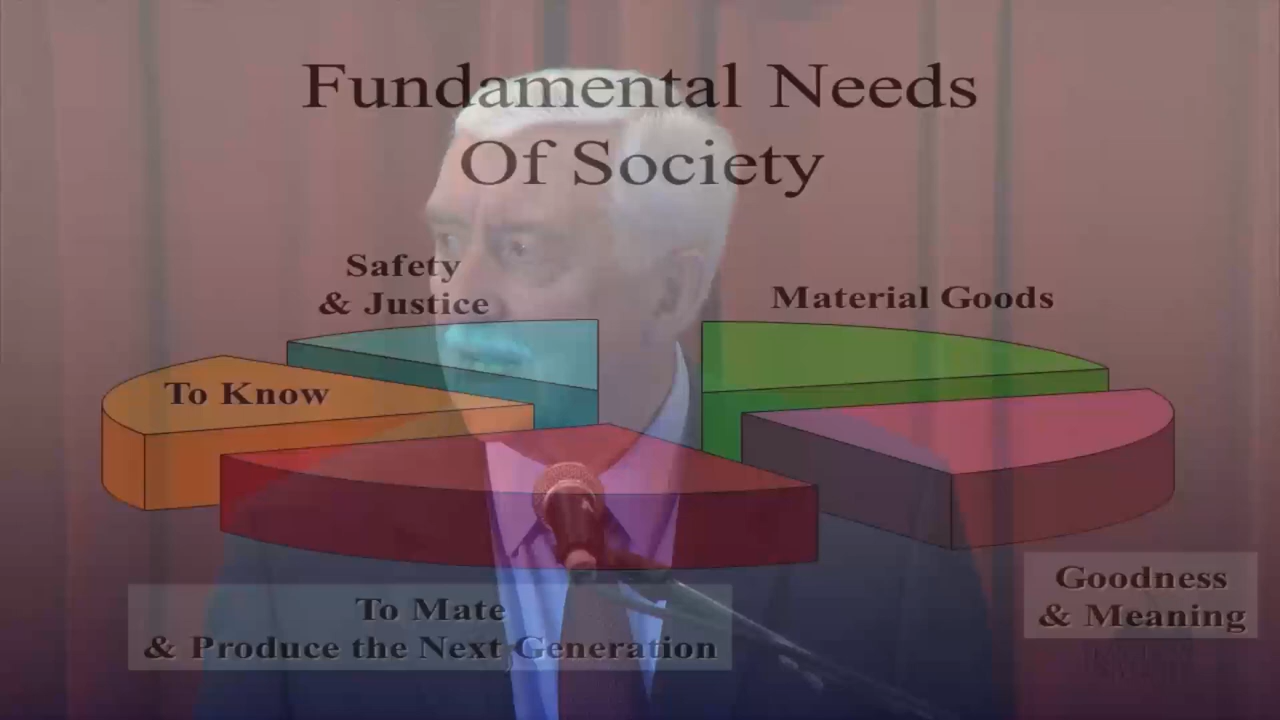 Fundamental Needs
Of Society
Safety
& Justice
Material Goods
To Know
To Mate
& Produce the Next Generation
Goodness
& Meaning